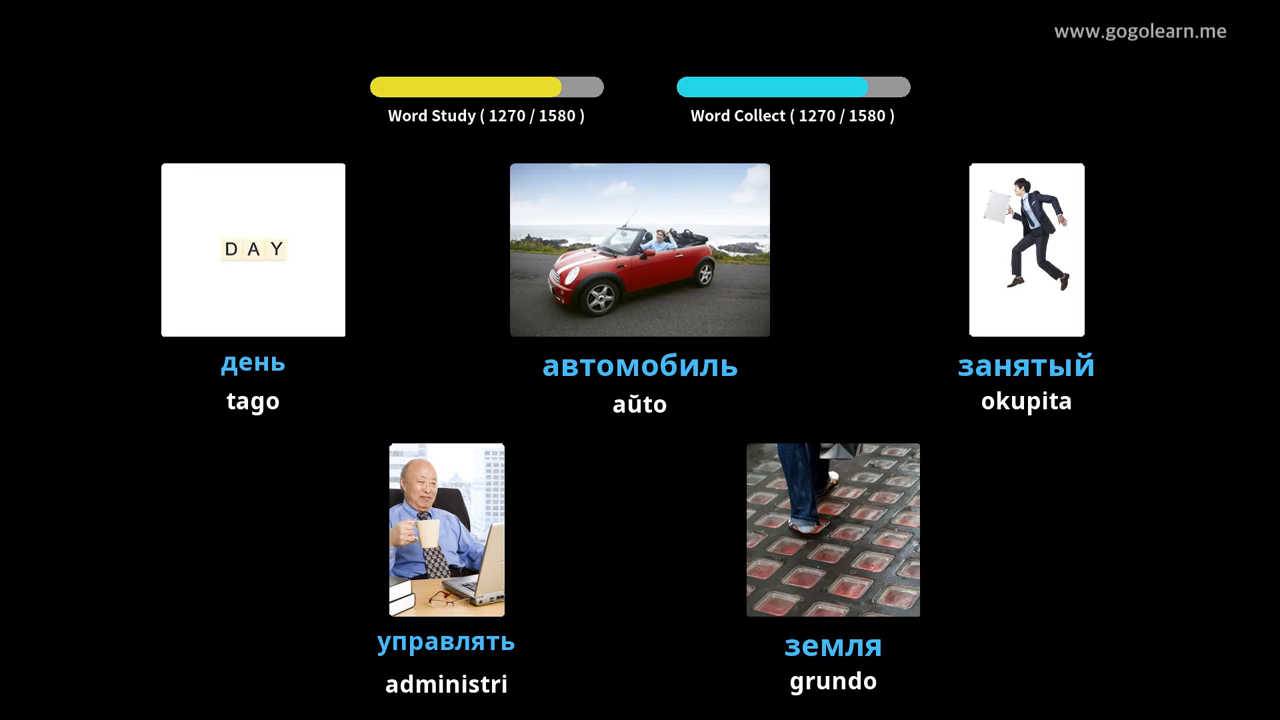 www.gogolearn.me
Word Study ( 1270 / 1580 )
Word Collect ( 1270 / 1580 )
DAY
день
tago
автомобиль
aŭto
занятый
okupita
управлять
administri
земля
grundo